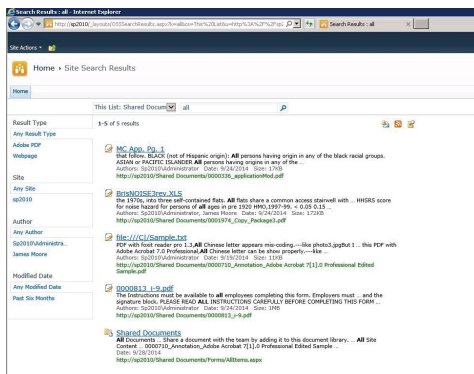 Search Results : all - Internet Explorer
http://sp2010/_layouts/OSSSearchResults.aspx?k=all&cs=This%20List&u=http%3A%2F%2Fsp2
Search Results : all
Site Actions
Home › Site Search Results
Home
This List: Shared Docum all
Result Type
Any Result Type
Adobe PDF
Webpage
Site
Any Site
sp2010
Author
Any Author
Sp2010\Administra...
James Moore
Modified Date
Any Modified Date
Past Six Months
1-5 of 5 results
MC App. Pg. 1
that follow. BLACK (not of Hispanic origin): All persons having origin in any of the black racial groups.
ASIAN or PACIFIC ISLANDER All persons having origins in any of the ...
Authors: Sp2010\Administrator Date: 9/24/2014 Size: 17KB
http://sp2010/Shared Documents/0000336_applicationMod.pdf
BrisNOISE3rev.XLS
the 1970s, into three self-contained flats. All flats share a common access stairwell with ... HHSRS score
for noise hazard for persons of all ages in pre 1920 HMO,1997-99. < 0.05 0.15 ...
Authors: Sp2010\Administrator, James Moore Date: 9/24/2014 Size: 172KB
http://sp2010/Shared Documents/0001974_Copy_Package3.pdf
file:///C|/Sample.txt
PDF with foot reader pro 1.3,All Chinese letter appears mis-coding.---like photo3.jpgBut I ... this PDF with
Adobe Acrobat 7.0 Professional,All Chinese letter can be show properly.---like ...
Authors: Sp2010\Administrator Date: 9/19/2014 Size: 11KB
http://sp2010/Shared Documents/0000710_Annotation_Adobe Acrobat 7[1].0 Professional Edited
Sample.pdf
0000813_i-9.pdf
The Instructions must be available to all employees completing this form. Employers must ... and the
signature block. PLEASE READ ALL INSTRUCTIONS CAREFULLY BEFORE COMPLETING THIS FORM ...
Authors: Sp2010\Administrator Date: 9/24/2014 Size: 1MB
http://sp2010/Shared Documents/0000813_i-9.pdf
Shared Documents
All Documents ... Share a document with the team by adding it to this document library. ... All Site
Content ... 0000710_Annotation_Adobe Acrobat 7[1].0 Professional Edited Sample ...
Date: 9/28/2014
http://sp2010/Shared Documents/Forms/AllItems.aspx